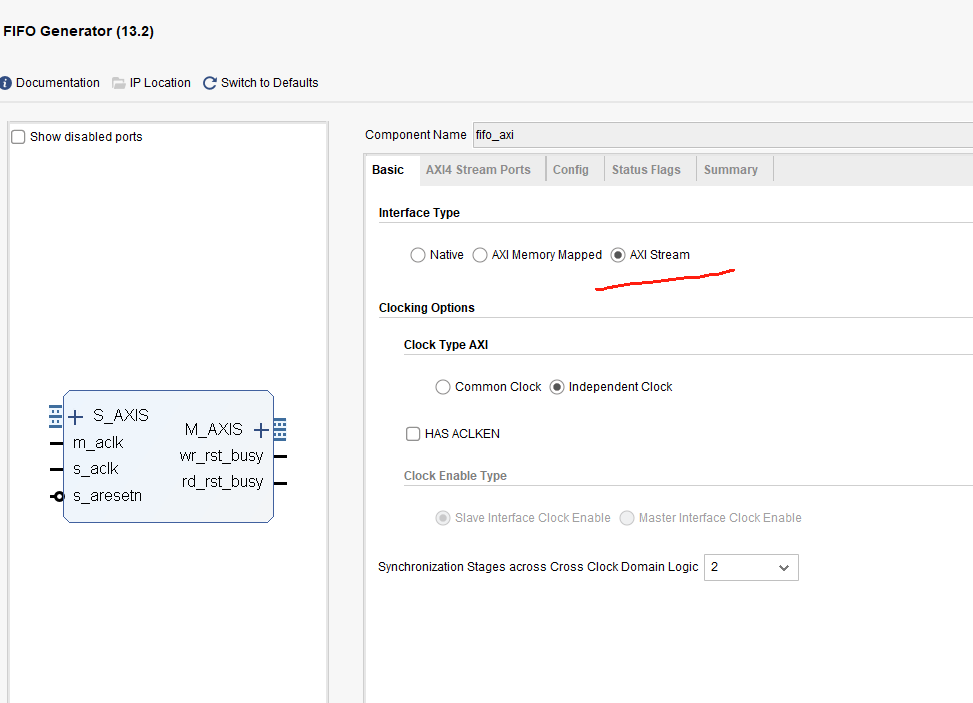 FIFO Generator (13.2)
Documentation IP Location Switch to Defaults
Show disabled ports
S_AXIS
m_aclk
s_aclk
s_aresetn
M_AXIS
wr_rst_busy
rd_rst_busy
Component Name fifo_axi
Basic AXI4 Stream Ports Config Status Flags Summary
Interface Type
Native AXI Memory Mapped AXI Stream
Clocking Options
Clock Type AXI
Common Clock Independent Clock
HAS ACLKEN
Clock Enable Type
Slave Interface Clock Enable Master Interface Clock Enable
Synchronization Stages across Cross Clock Domain Logic 2